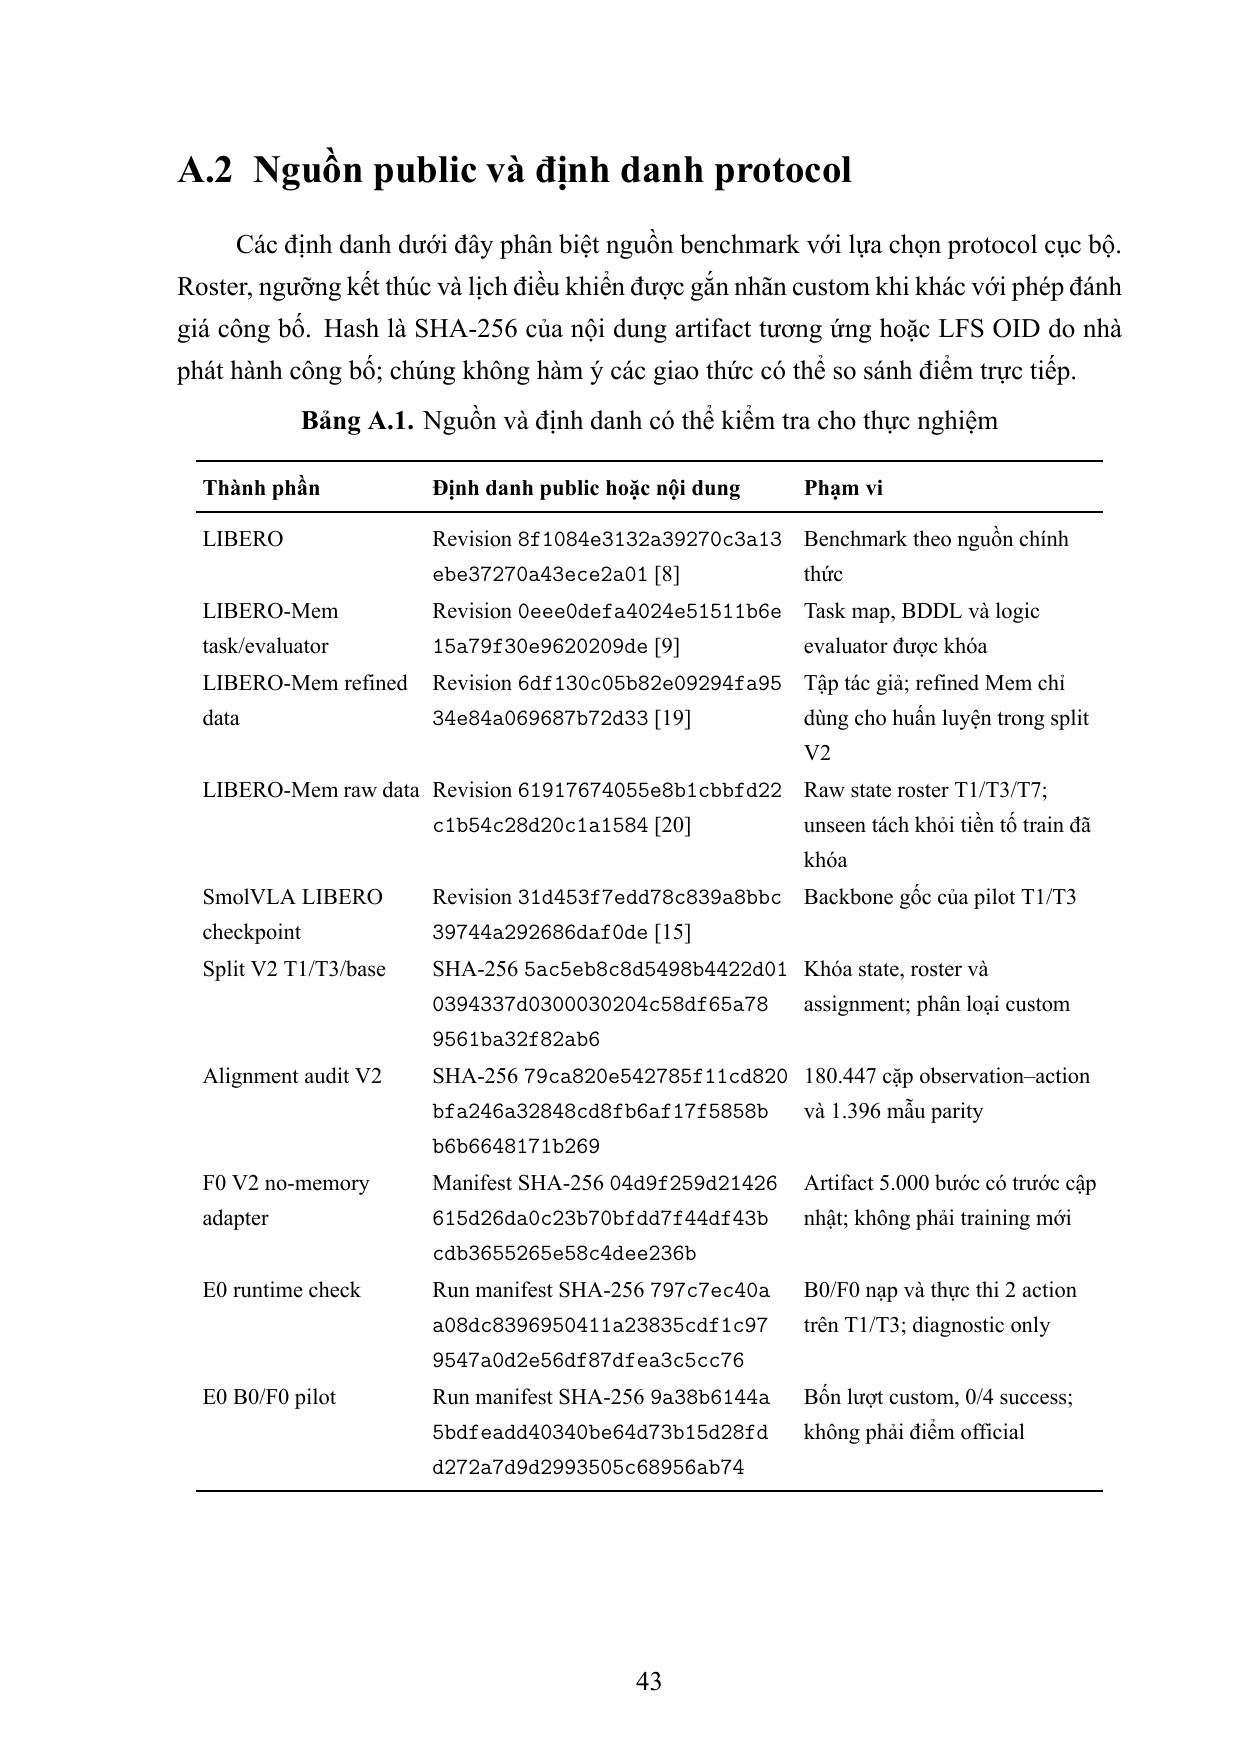 A.2 Nguồn public và định danh protocol
Các định danh dưới đây phân biệt nguồn benchmark với lựa chọn protocol cục bộ.
Roster, ngưỡng kết thúc và lịch điều khiển được gắn nhãn custom khi khác với phép đánh
giá công bố. Hash là SHA-256 của nội dung artifact tương ứng hoặc LFS OID do nhà
phát hành công bố; chúng không hàm ý các giao thức có thể so sánh điểm trực tiếp.
Bảng A.1. Nguồn và định danh có thể kiểm tra cho thực nghiệm
Thành phần Định danh public hoặc nội dung Phạm vi
LIBERO Revision 8f1084e3132a39270c3a13 Benchmark theo nguồn chính
ebe37270a43ece2a01 [8] thức
LIBERO-Mem Revision 0eee0defa4024e51511b6e Task map, BDDL và logic
task/evaluator 15a79f30e9620209de [9] evaluator được khóa
LIBERO-Mem refined Revision 6df130c05b82e09294fa95 Tập tác giả; refined Mem chỉ
data 34e84a069687b72d33 [19] dùng cho huấn luyện trong split
V2
LIBERO-Mem raw data Revision 61917674055e8b1cbbfd22 Raw state roster T1/T3/T7;
c1b54c28d20c1a1584 [20] unseen tách khỏi tiền tố train đã
khóa
SmolVLA LIBERO Revision 31d453f7edd78c839a8bbc Backbone gốc của pilot T1/T3
checkpoint 39744a292686daf0de [15]
Split V2 T1/T3/base SHA-256 5ac5eb8c8d5498b4422d01 Khóa state, roster và
0394337d0300030204c58df65a78 assignment; phân loại custom
9561ba32f82ab6
Alignment audit V2 SHA-256 79ca820e542785f11cd820 180.447 cặp observation–action
bfa246a32848cd8fb6af17f5858b và 1.396 mẫu parity
b6b6648171b269
F0 V2 no-memory Manifest SHA-256 04d9f259d21426 Artifact 5.000 bước có trước cập
adapter 615d26da0c23b70bfdd7f44df43b nhật; không phải training mới
cdb3655265e58c4dee236b
E0 runtime check Run manifest SHA-256 797c7ec40a B0/F0 nạp và thực thi 2 action
a08dc8396950411a23835cdf1c97 trên T1/T3; diagnostic only
9547a0d2e56df87dfea3c5cc76
E0 B0/F0 pilot Run manifest SHA-256 9a38b6144a Bốn lượt custom, 0/4 success;
5bdfeadd40340be64d73b15d28fd không phải điểm official
d272a7d9d2993505c68956ab74
43